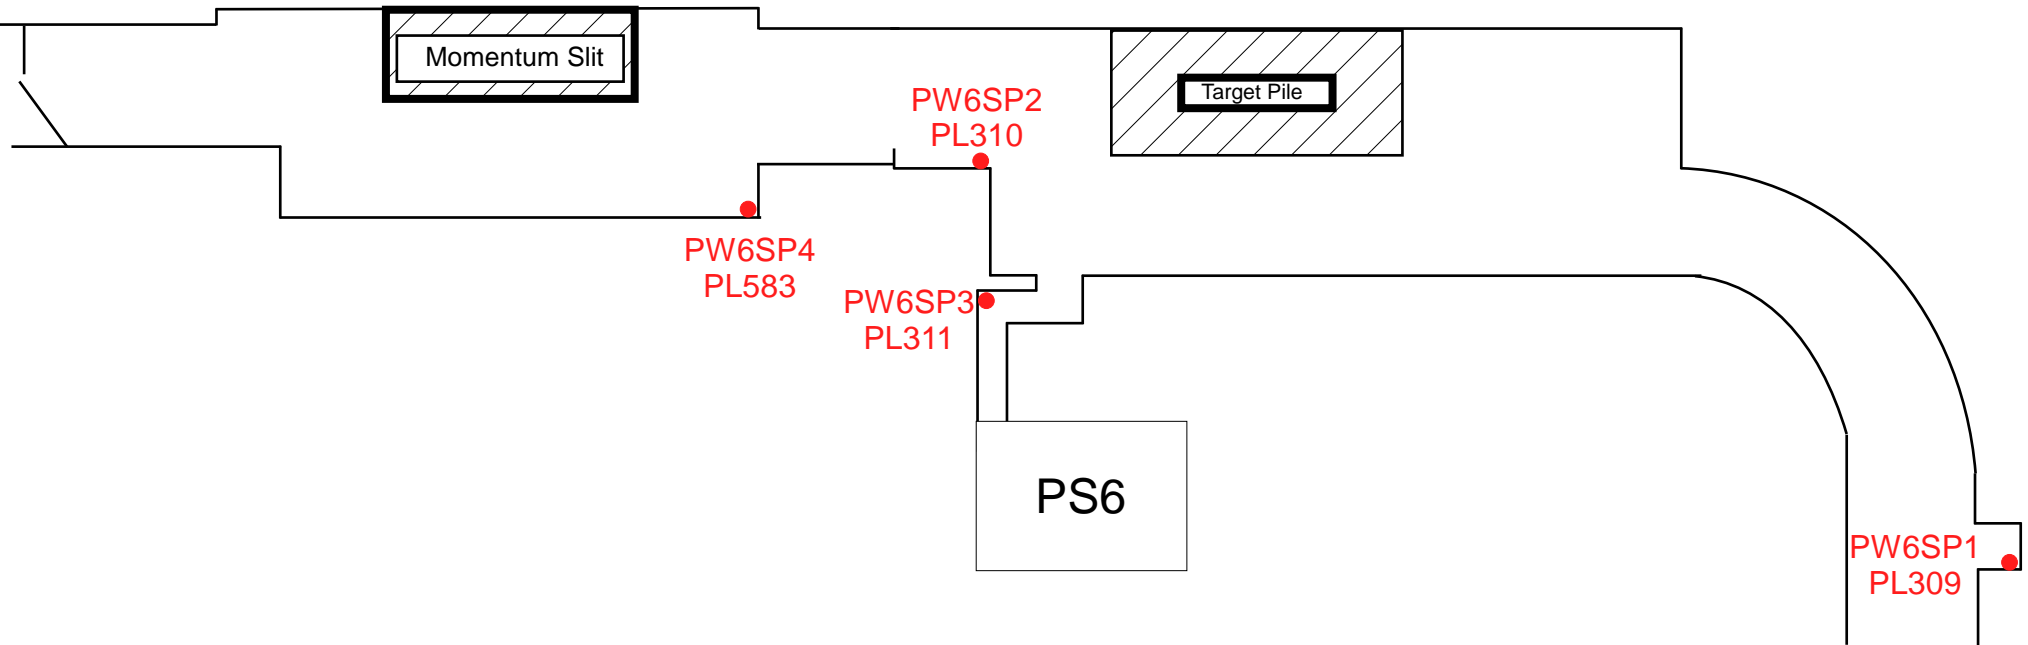 Momentum Slit
Target Pile
PW6SP2
PL310
PW6SP4
PL583
PW6SP3
PL311
PS6
PW6SP1
PL309